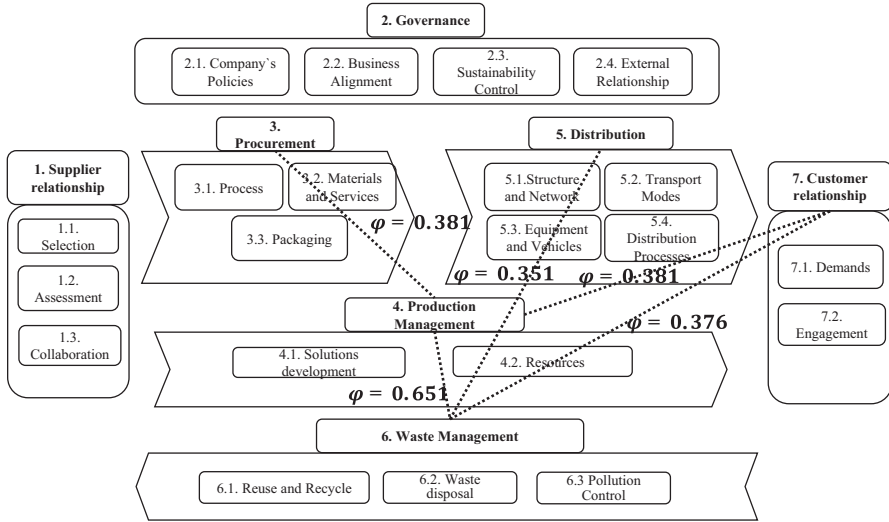 2. Governance
2.1. Company`s
Policies
2.2. Business
Alignment
2.3.
Sustainability
Control
2.4. External
Relationship
3.
Procurement
5. Distribution
1. Supplier
relationship
7. Customer
relationship
3.1. Process
3.2. Materials
and Services
3.3. Packaging
5.1.Structure
and Network
5.2. Transport
Modes
5.3. Equipment
and Vehicles
5.4.
Distribution
Processes
1.1.
Selection
1.2.
Assessment
1.3.
Collaboration
7.1. Demands
7.2.
Engagement
φ = 0.381
φ = 0.351
φ = 0.381
φ = 0.376
4. Production
Management
4.1. Solutions
development
4.2. Resources
φ = 0.651
6. Waste Management
6.1. Reuse and Recycle
6.2. Waste
disposal
6.3 Pollution
Control